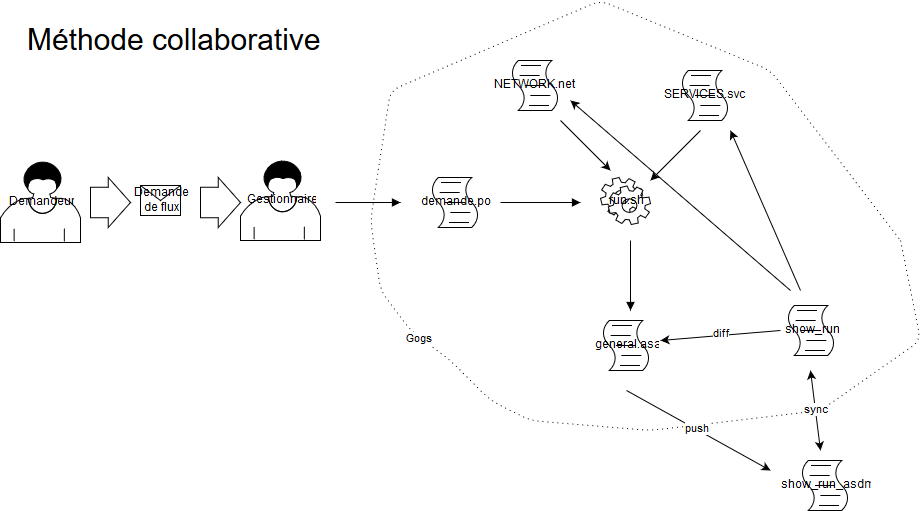 Méthode collaborative
NETWORK.net
SERVICES.svc
Demandeur
Demande
de flux
Gestionnaire
demande.po
run.sh
general.asa
show_run
diff
Gogs
sync
push
show_run_asdm